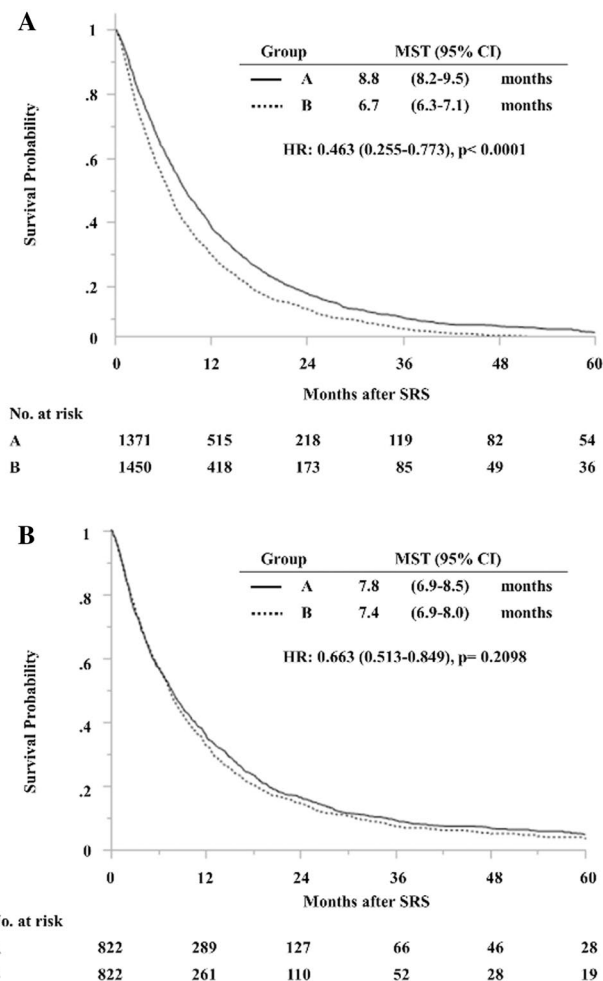 A
1
.8
.6
.4
.2
0
Survival Probability
Group MST (95% CI)
A 8.8 (8.2-9.5) months
B 6.7 (6.3-7.1) months
HR: 0.463 (0.255-0.773), p< 0.0001
0 12 24 36 48 60
Months after SRS
No. at risk
A 1371 515 218 119 82 54
B 1450 418 173 85 49 36
B
1
.8
.6
.4
.2
0
Survival Probability
Group MST (95% CI)
A 7.8 (6.9-8.5) months
B 7.4 (6.9-8.0) months
HR: 0.663 (0.513-0.849), p= 0.2098
0 12 24 36 48 60
Months after SRS
o. at risk
822 289 127 66 46 28
822 261 110 52 28 19